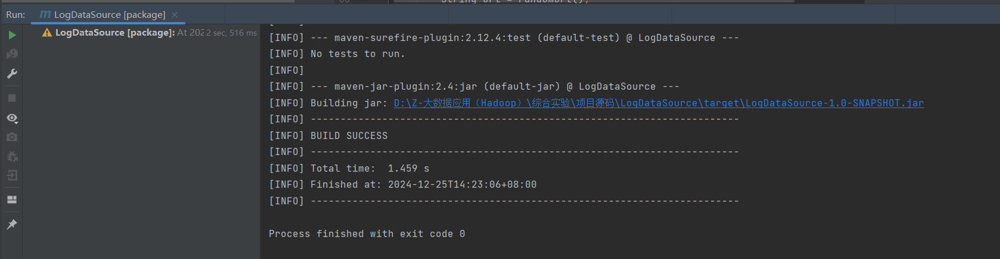 String url = randomUrl();
Run: LogDataSource [package]
LogDataSource [package]: At 202 2 sec, 516 ms
[INFO] --- maven-surefire-plugin:2.12.4:test (default-test) @ LogDataSource ---
[INFO] No tests to run.
[INFO]
[INFO] --- maven-jar-plugin:2.4:jar (default-jar) @ LogDataSource ---
[INFO] Building jar: D:\Z-大数据应用（Hadoop）\综合实验\项目源码\LogDataSource\target\LogDataSource-1.0-SNAPSHOT.jar
[INFO] ------------------------------------------------------------------------
[INFO] BUILD SUCCESS
[INFO] ------------------------------------------------------------------------
[INFO] Total time:  1.459 s
[INFO] Finished at: 2024-12-25T14:23:06+08:00
[INFO] ------------------------------------------------------------------------
Process finished with exit code 0